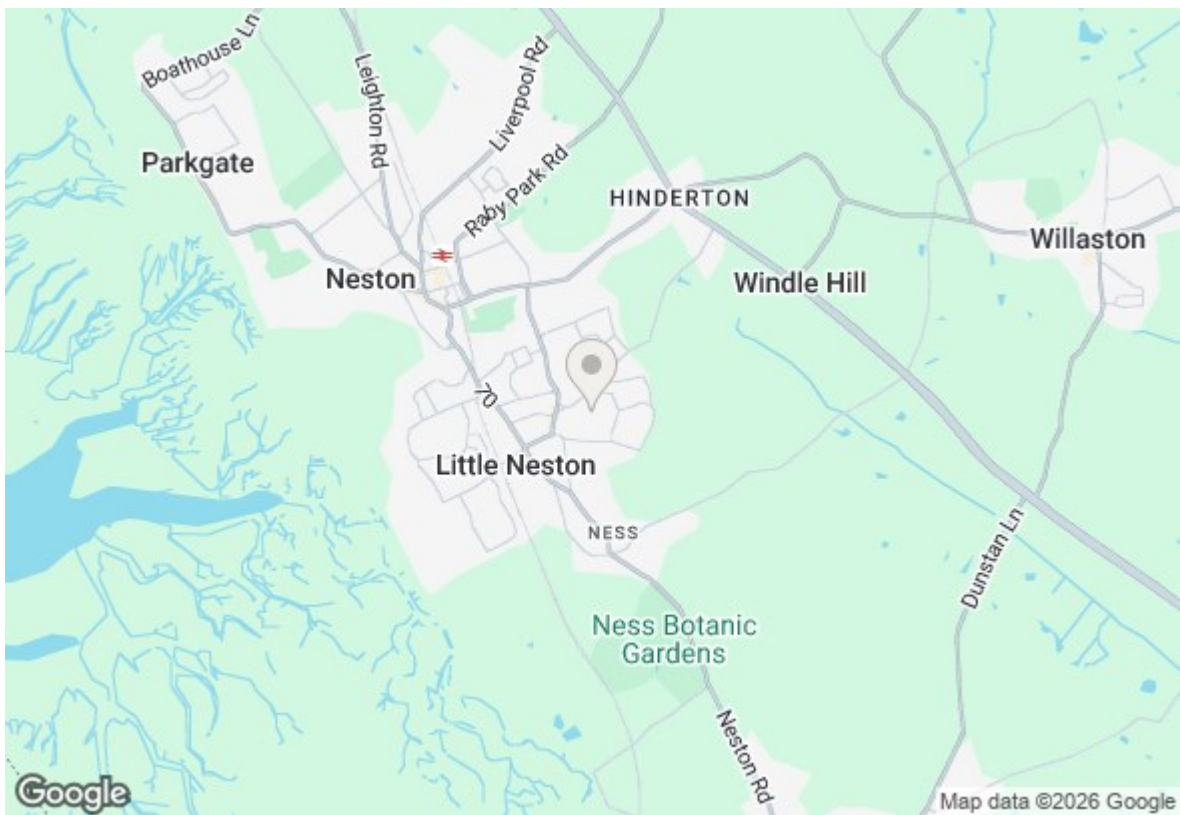 Boathouse Ln
Leighton Rd
Liverpool Rd
Parkgate
Raby Park Rd
HINDERTON
Willaston
Neston
Windle Hill
70
Little Neston
NESS
Dunstan Ln
Ness Botanic
Gardens
Neston Rd
Google
Map data ©2026 Google